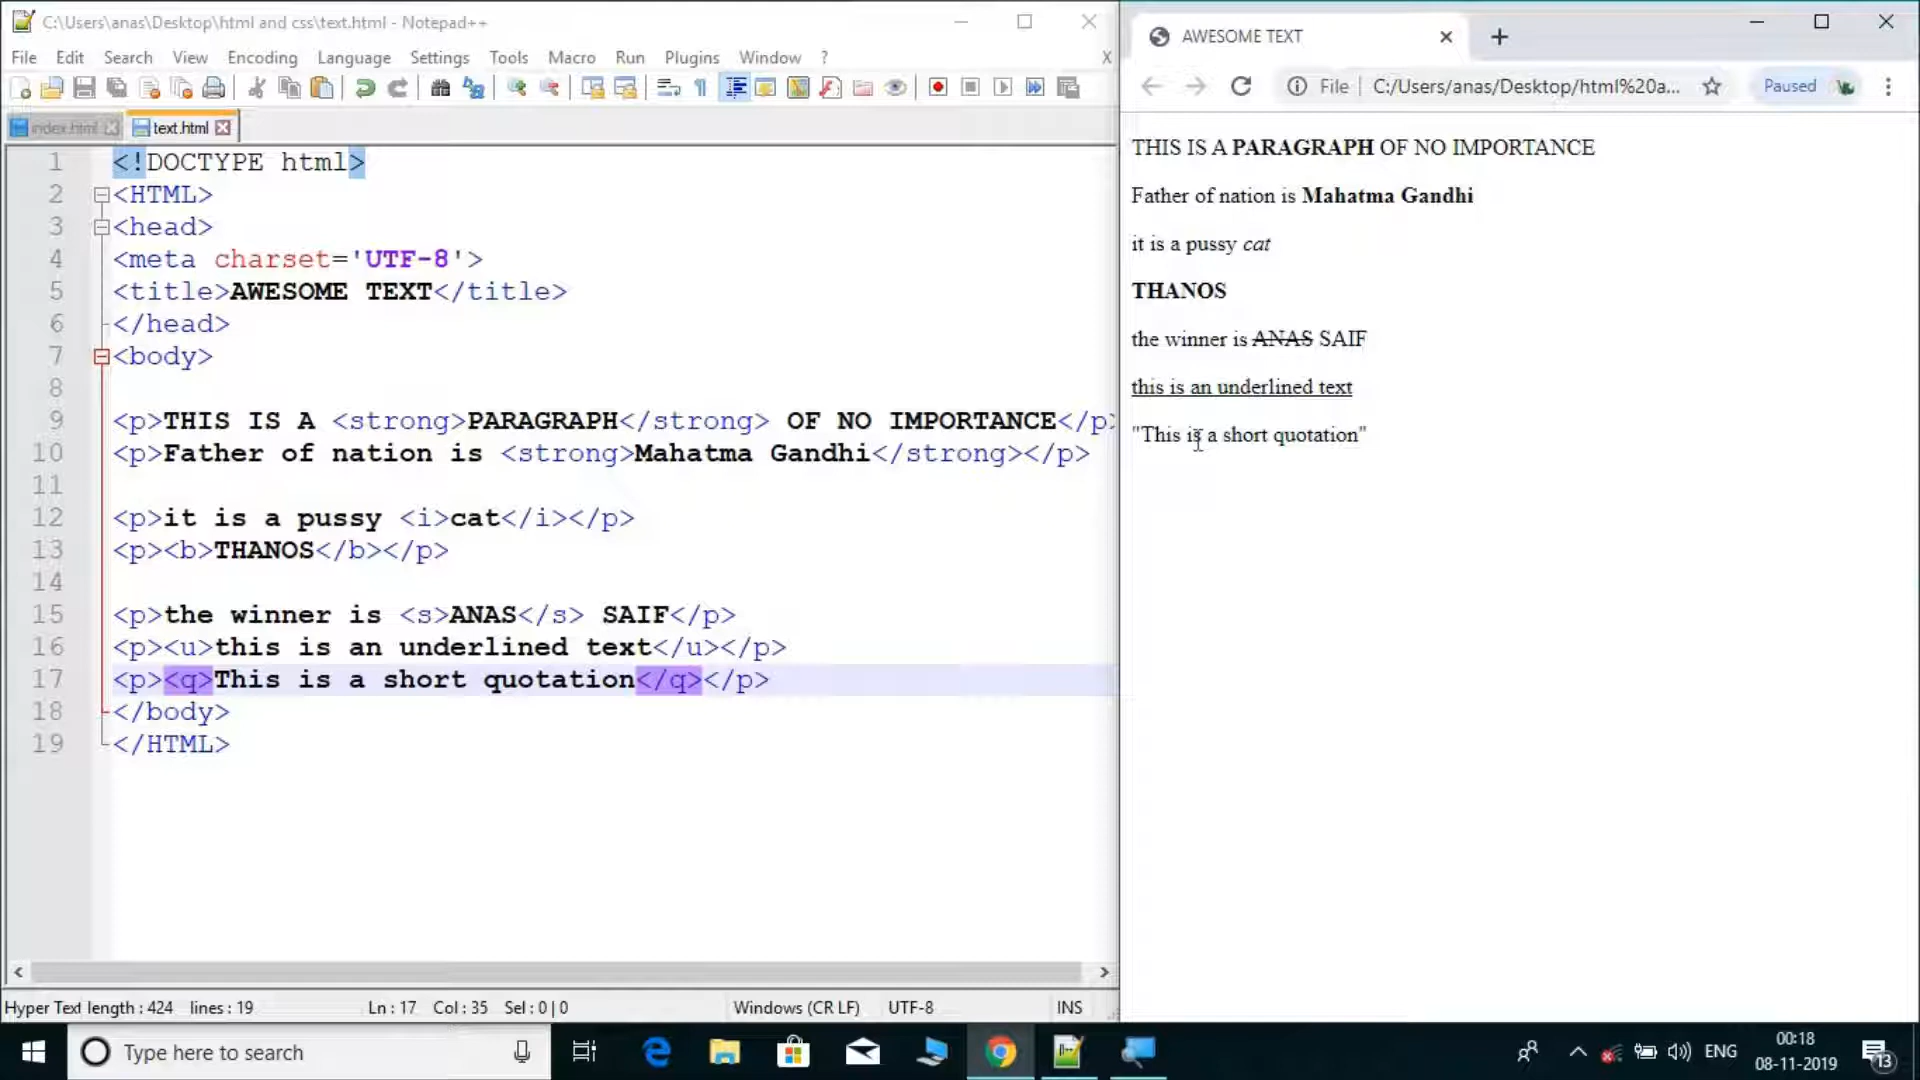 C:\Users\anas\Desktop\html and css\text.html - Notepad++
File Edit Search View Encoding Language Settings Tools Macro Run Plugins Window ? X
index.html text.html
1 <!DOCTYPE html>
2 <HTML>
3 <head>
4 <meta charset='UTF-8'>
5 <title>AWESOME TEXT</title>
6 </head>
7 <body>
8
9 <p>THIS IS A <strong>PARAGRAPH</strong> OF NO IMPORTANCE</p>
10 <p>Father of nation is <strong>Mahatma Gandhi</strong></p>
11
12 <p>it is a pussy <i>cat</i></p>
13 <p><b>THANOS</b></p>
14
15 <p>the winner is <s>ANAS</s> SAIF</p>
16 <p><u>this is an underlined text</u></p>
17 <p><q>This is a short quotation</q></p>
18 </body>
19 </HTML>
Hyper Text length : 424 lines : 19 Ln : 17 Col : 35 Sel : 0 | 0 Windows (CR LF) UTF-8 INS
AWESOME TEXT
File C:/Users/anas/Desktop/html%20a... Paused
THIS IS A PARAGRAPH OF NO IMPORTANCE
Father of nation is Mahatma Gandhi
it is a pussy cat
THANOS
the winner is ANAS SAIF
this is an underlined text
"This is a short quotation"
Type here to search
ENG
00:18
08-11-2019
13